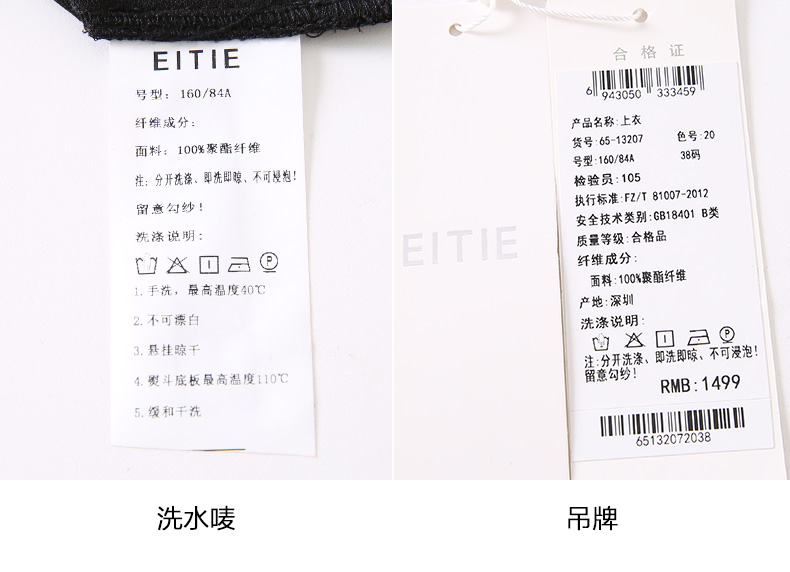 EITIE
号型: 160/84A
纤维成分:
面料: 100%聚酯纤维
注: 分开洗涤、即洗即晾、不可浸泡!
留意勾纱!
洗涤说明:
1.手洗, 最高温度40℃
2.不可漂白
3.悬挂晾干
4.熨斗底板最高温度110℃
5.缓和干洗
洗水唛
合格证
6 943050 333459
产品名称:上衣
货号:65-13207 色号:20
号型:160/84A 38码
检验员:105
执行标准:FZ/T 81007-2012
安全技术类别:GB18401 B类
质量等级:合格品
纤维成分:
面料:100%聚酯纤维
产地:深圳
洗涤说明:
注:分开洗涤、即洗即晾、不可浸泡!
留意勾纱!
RMB:1499
65132072038
EITIE
吊牌